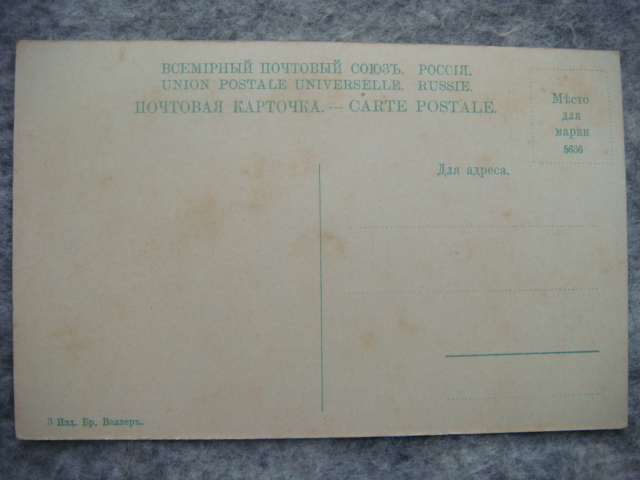 ВСЕМІРНЫЙ ПОЧТОВЫЙ СОЮЗЪ. РОССІЯ.
UNION POSTALE UNIVERSELLE. RUSSIE.
ПОЧТОВАЯ КАРТОЧКА. — CARTE POSTALE.
Мѣсто
для
марки
5636
Для адреса.
3 Изд. Бр. Веллеръ.